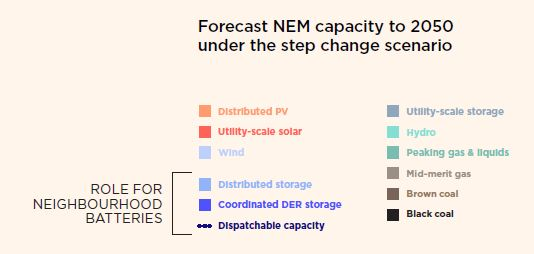 Forecast NEM capacity to 2050
under the step change scenario
Distributed PV
Utility-scale solar
Wind
Distributed storage
Coordinated DER storage
Dispatchable capacity
Utility-scale storage
Hydro
Peaking gas & liquids
Mid-merit gas
Brown coal
Black coal
ROLE FOR
NEIGHBOURHOOD
BATTERIES